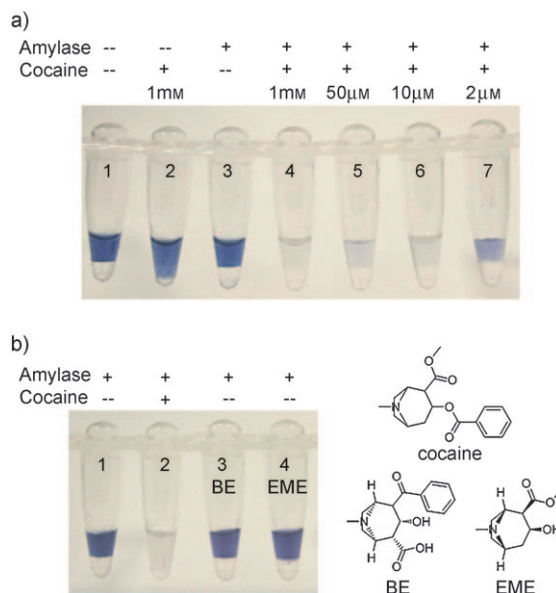 a)
Amylase -- -- + + + + +
Cocaine -- + -- + + + +
1mM 1mM 50μM 10μM 2μM
1 2 3 4 5 6 7
b)
Amylase + + + +
Cocaine -- + -- --
1 2 3 4
BE EME
O
O
N
O
O
cocaine
H
O
N
OH
H
OH
O
BE
H
O
O
N
OH
H
EME